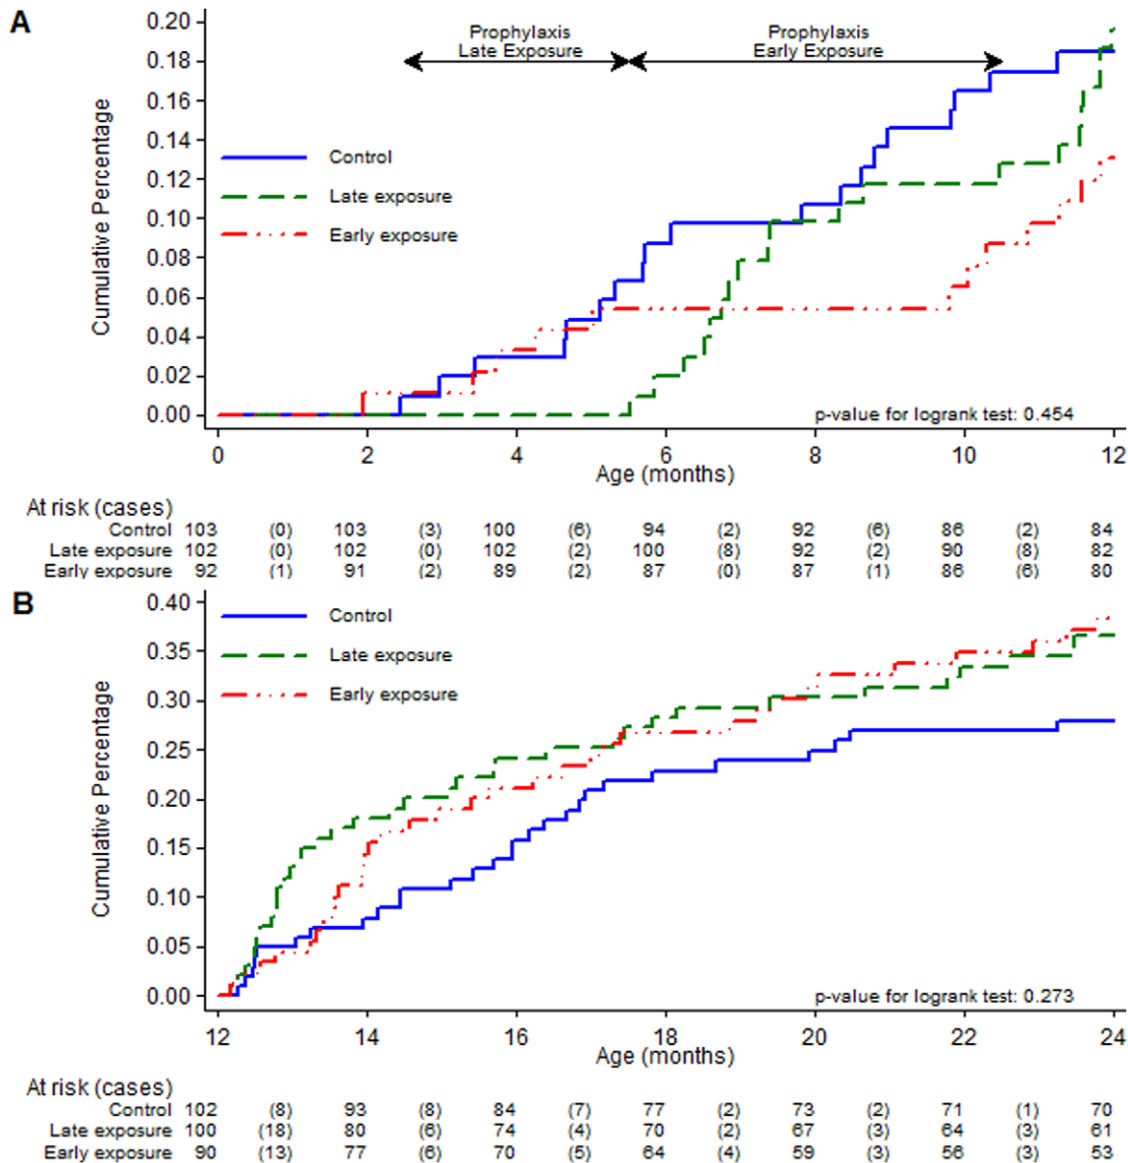 A
Cumulative Percentage
0.20
0.18
0.16
0.14
0.12
0.10
0.08
0.06
0.04
0.02
0.00
Prophylaxis
Late Exposure
Prophylaxis
Early Exposure
Control
Late exposure
Early exposure
p-value for logrank test: 0.454
0 2 4 6 8 10 12
Age (months)
At risk (cases)
Control 103 (0) 103 (3) 100 (6) 94 (2) 92 (6) 86 (2) 84
Late exposure 102 (0) 102 (0) 102 (2) 100 (8) 92 (2) 90 (8) 82
Early exposure 92 (1) 91 (2) 89 (2) 87 (0) 87 (1) 86 (6) 80
B
Cumulative Percentage
0.40
0.35
0.30
0.25
0.20
0.15
0.10
0.05
0.00
Control
Late exposure
Early exposure
p-value for logrank test: 0.273
12 14 16 18 20 22 24
Age (months)
At risk (cases)
Control 102 (8) 93 (8) 84 (7) 77 (2) 73 (2) 71 (1) 70
Late exposure 100 (18) 80 (6) 74 (4) 70 (2) 67 (3) 64 (3) 61
Early exposure 90 (13) 77 (6) 70 (5) 64 (4) 59 (3) 56 (3) 53